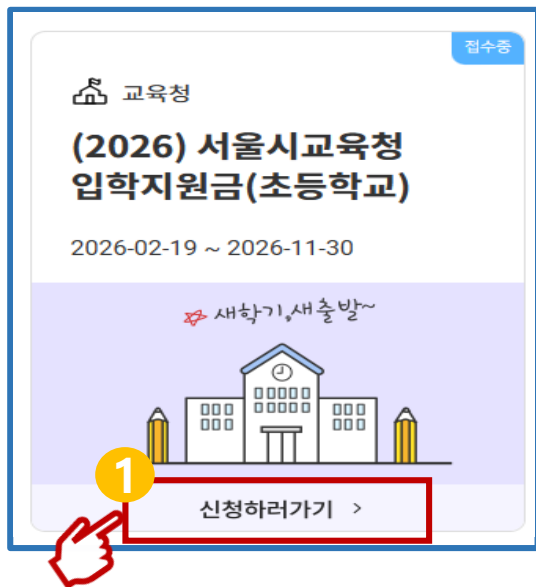 접수중
교육청
(2026) 서울시교육청
입학지원금(초등학교)
2026-02-19 ~ 2026-11-30
새학기,새출발~
1
신청하러가기 >